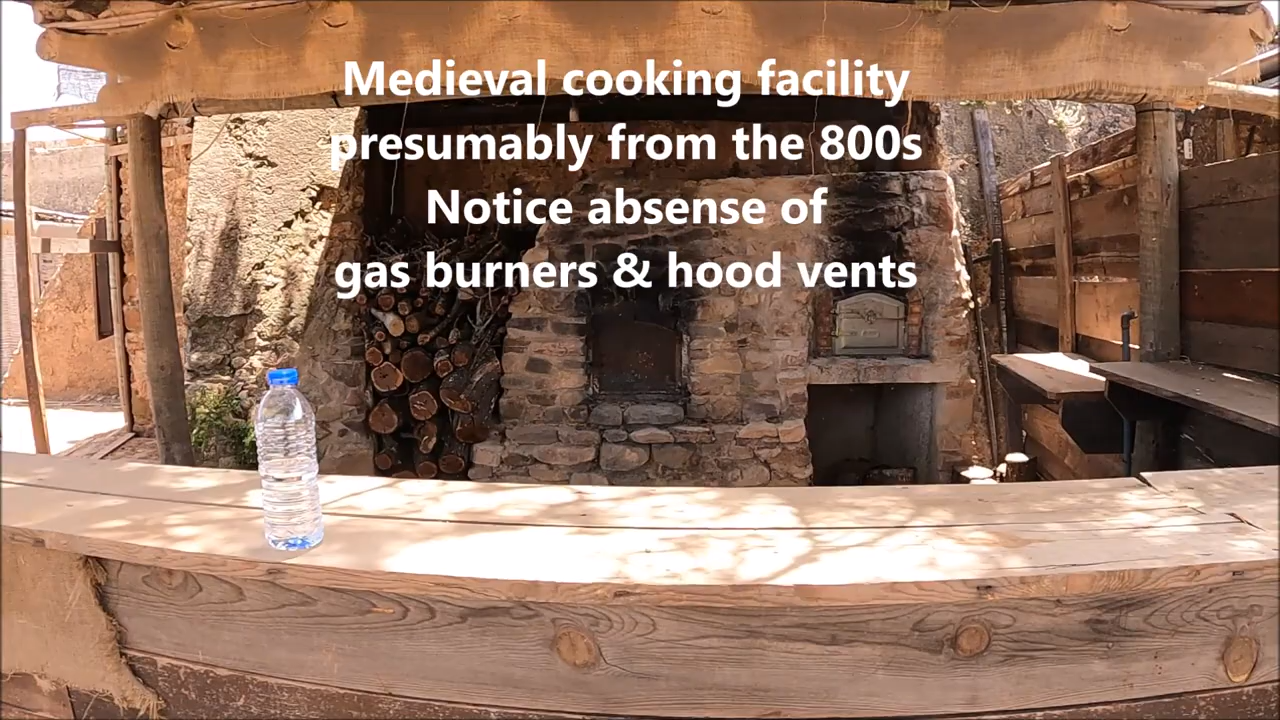 Medieval cooking facility
presumably from the 800s
Notice absense of
gas burners & hood vents